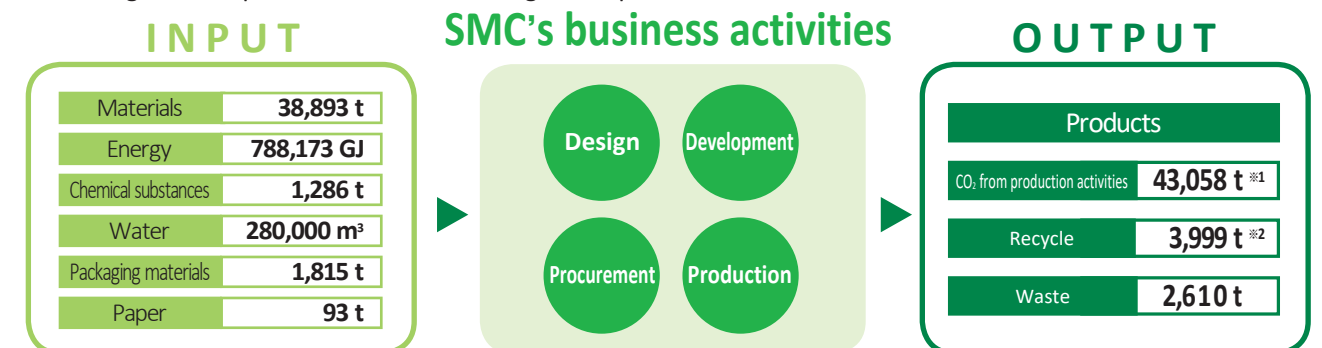 INPUT
SMC's business activities
OUTPUT
Materials 38,893 t
Energy 788,173 GJ
Chemical substances 1,286 t
Water 280,000 m³
Packaging materials 1,815 t
Paper 93 t
Design
Development
Procurement
Production
Products
CO₂ from production activities 43,058 t ※1
Recycle 3,999 t ※2
Waste 2,610 t